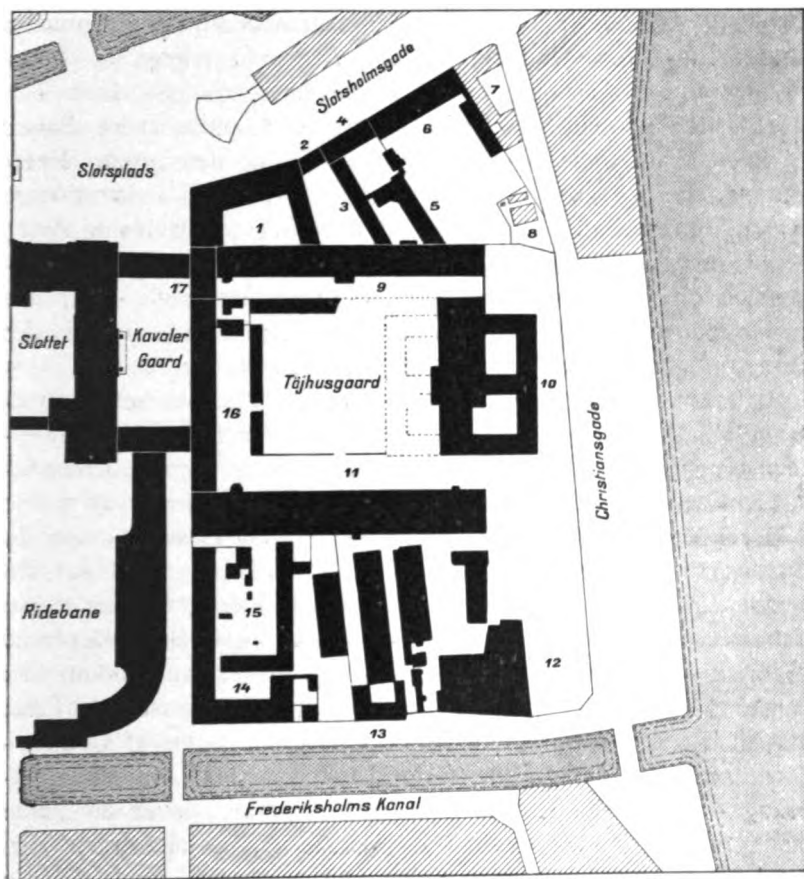 Slotsholmsgade
7
4
2
6
Slotsplads
3
5
1
8
9
17
Slottet
Kavaler
Gaard
Töjhusgaard
10
16
11
Christiansgade
Ridebane
15
14
12
13
Frederiksholms Kanal